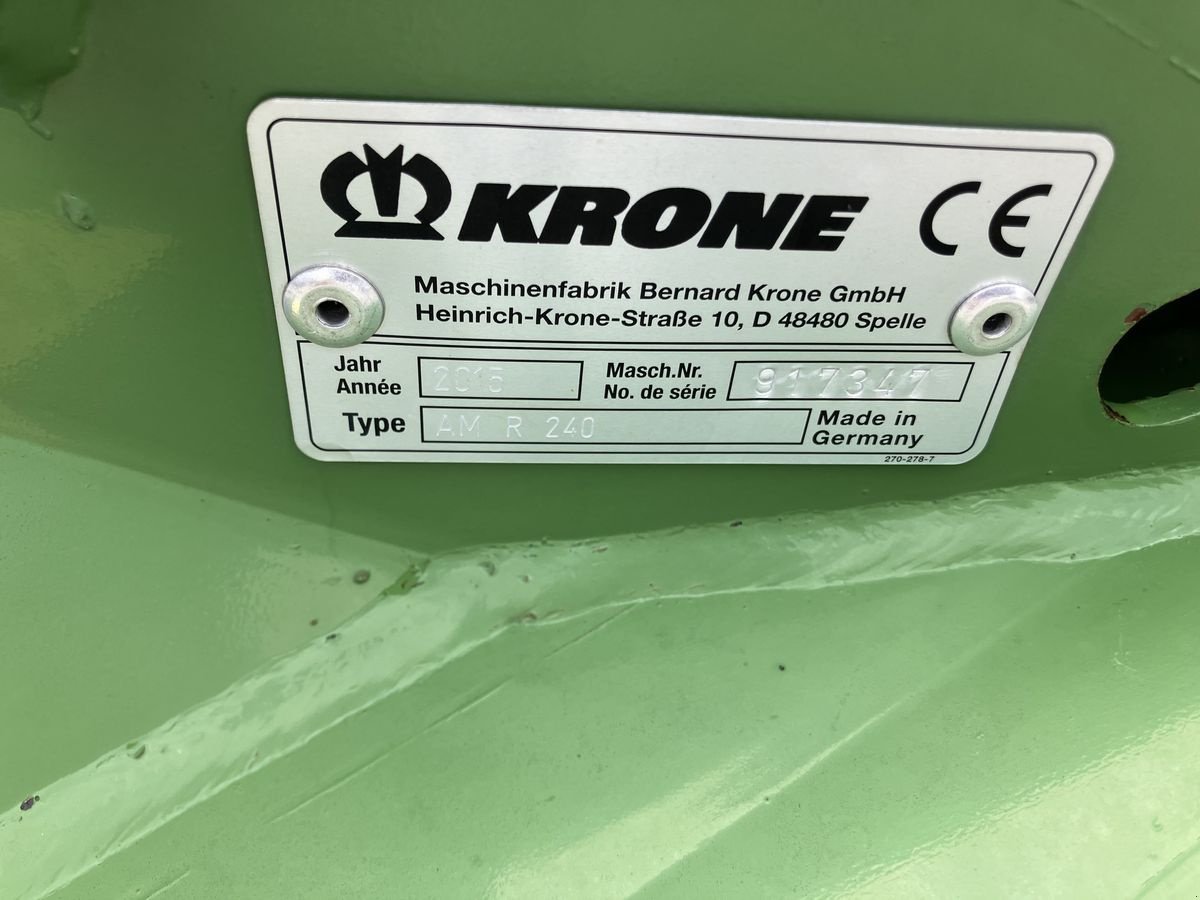 KRONE CE
Maschinenfabrik Bernard Krone GmbH
Heinrich-Krone-Straße 10, D 48480 Spelle
Jahr
Année
2015
Masch.Nr.
No. de série
917347
Type
AM R 240
Made in
Germany
270-278-7